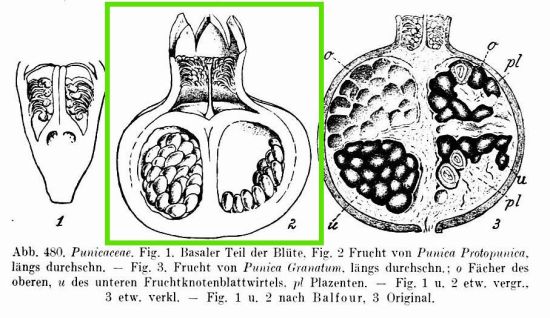 o
o
pl
u
u
pl
1
2
3
Abb. 480. Punicaceae. Fig. 1. Basaler Teil der Blüte, Fig. 2 Frucht von Punica Protopunica,
längs durchschn. — Fig. 3. Frucht von Punica Granatum, längs durchschn.; o Fächer des
oberen, u des unteren Fruchtknotenblattwirtels, pl Plazenten. — Fig. 1 u. 2 etw. vergr.,
3 etw. verkl. — Fig. 1 u. 2 nach Balfour, 3 Original.